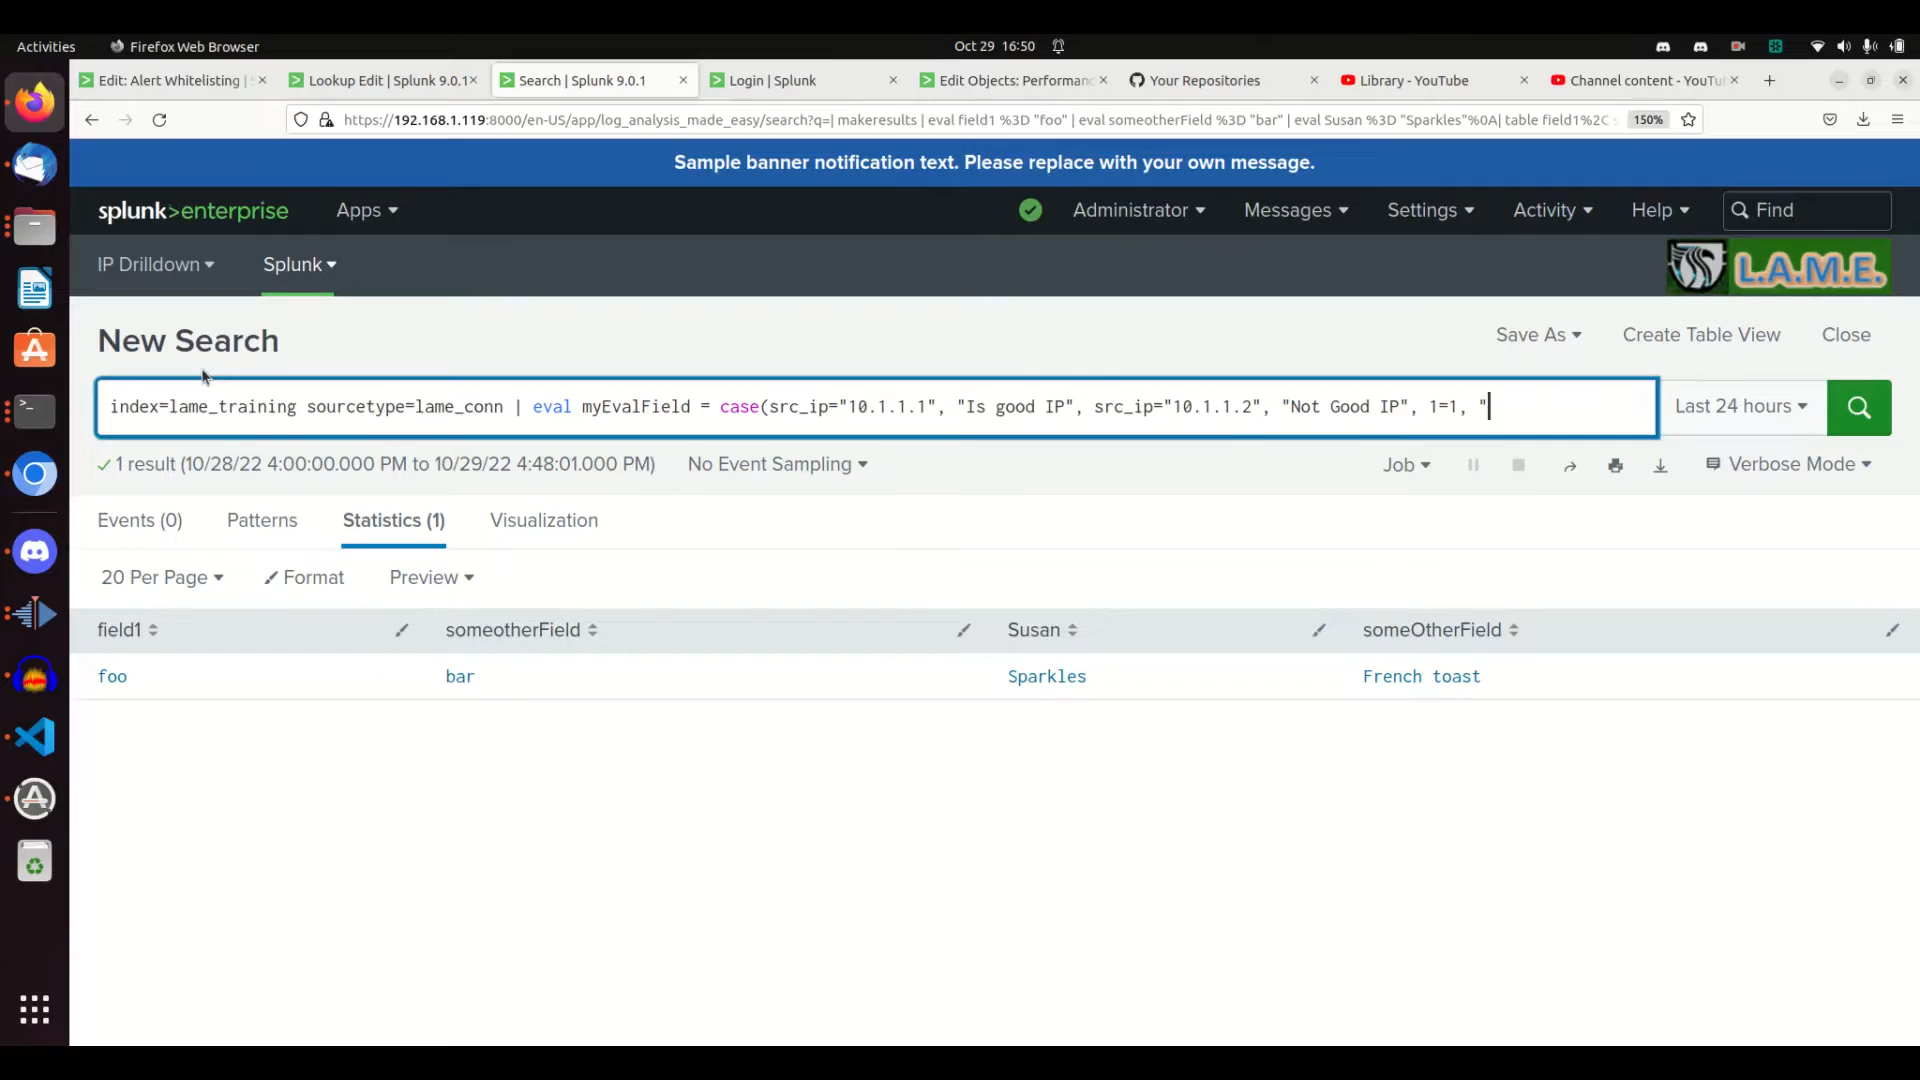 Activities Firefox Web Browser Oct 29 16:50
Edit: Alert Whitelisting | Lookup Edit | Splunk 9.0.1 Search | Splunk 9.0.1 Login | Splunk Edit Objects: Performan Your Repositories Library - YouTube Channel content - YouTu
https://192.168.1.119:8000/en-US/app/log_analysis_made_easy/search?q=| makeresults | eval field1 %3D "foo" | eval someotherField %3D "bar" | eval Susan %3D "Sparkles"%0A| table field1%2C 150%
Sample banner notification text. Please replace with your own message.
splunk>enterprise Apps Administrator Messages Settings Activity Help Find
IP Drilldown Splunk L.A.M.E.
New Search Save As Create Table View Close
index=lame_training sourcetype=lame_conn | eval myEvalField = case(src_ip="10.1.1.1", "Is good IP", src_ip="10.1.1.2", "Not Good IP", 1=1, " Last 24 hours
1 result (10/28/22 4:00:00.000 PM to 10/29/22 4:48:01.000 PM) No Event Sampling Job Verbose Mode
Events (0) Patterns Statistics (1) Visualization
20 Per Page Format Preview
field1 someotherField Susan someOtherField
foo bar Sparkles French toast